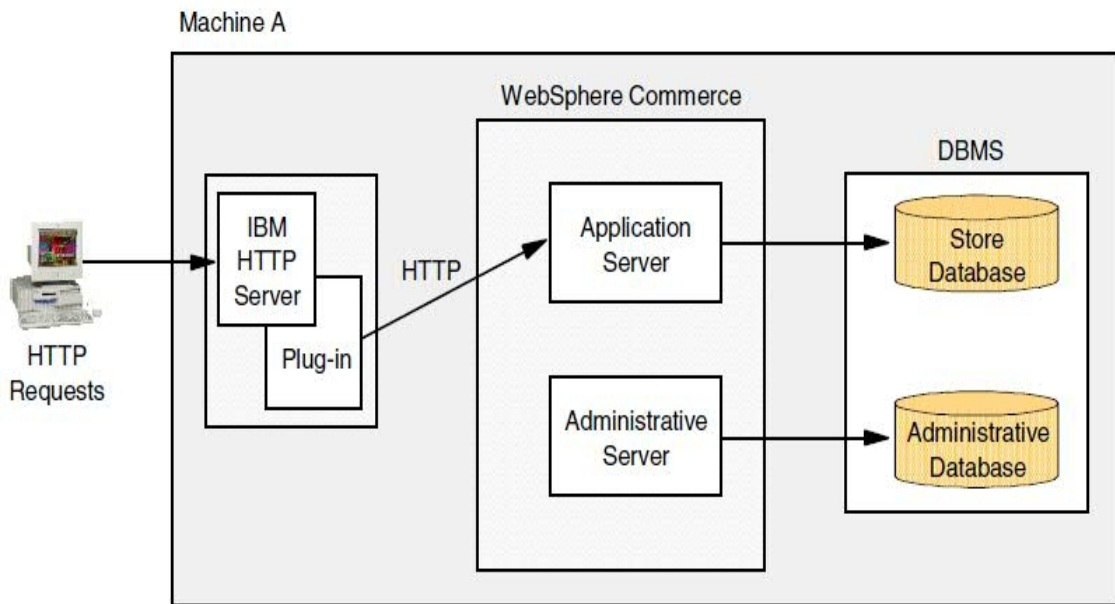 Machine A
WebSphere Commerce
DBMS
IBM
HTTP
Server
Plug-in
HTTP
Application
Server
Store
Database
HTTP
Requests
Administrative
Server
Administrative
Database